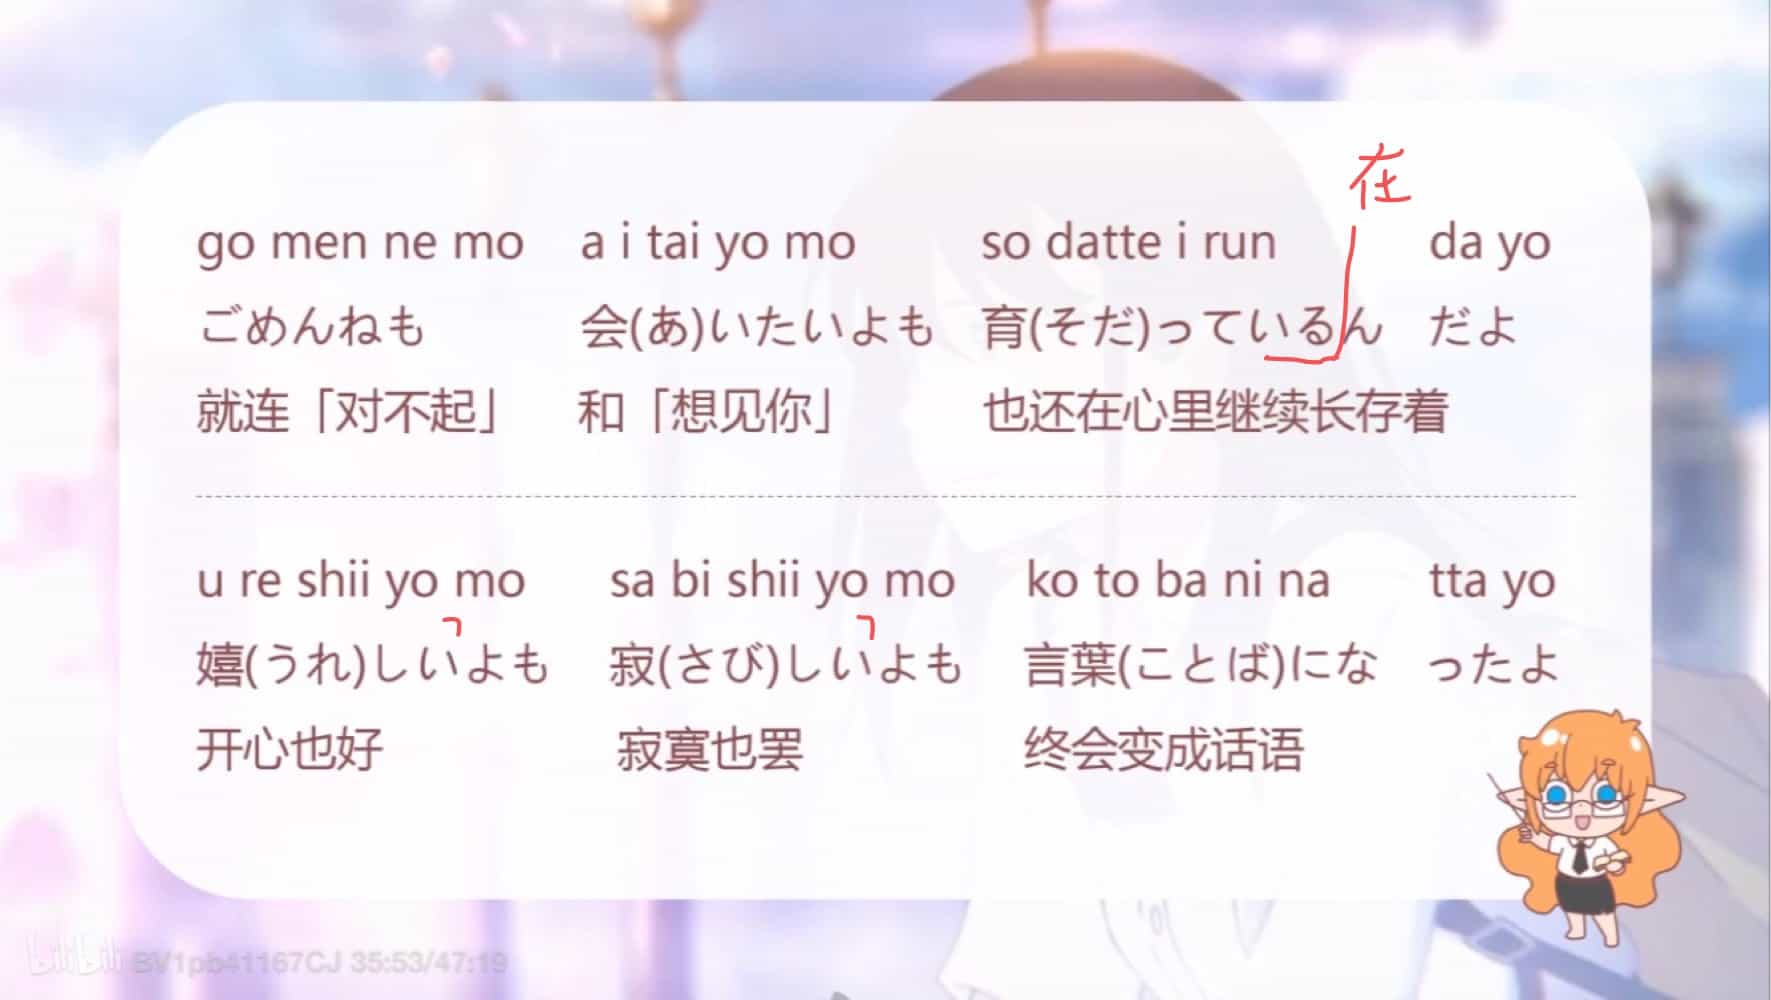 在
go men ne mo a i tai yo mo so datte i run da yo
ごめんねも 会(あ)いたいよも 育(そだ)っているん だよ
就连「对不起」 和「想见你」 也还在心里继续长存着
u re shii yo mo sa bi shii yo mo ko to ba ni na tta yo
嬉(うれ)しいよも 寂(さび)しいよも 言葉(ことば)にな ったよ
开心也好 寂寞也罢 终会变成话语
bilibili BV1pb41167CJ 35:53/47:19